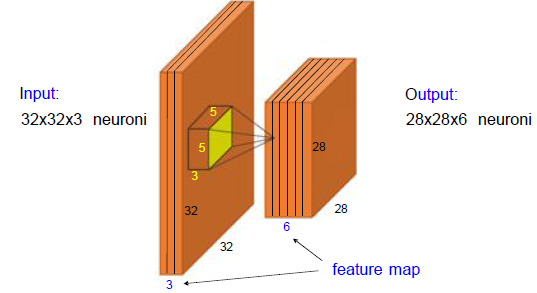 Input:
32x32x3 neuroni
5
5
3
32
32
3
Output:
28x28x6 neuroni
28
28
6
feature map